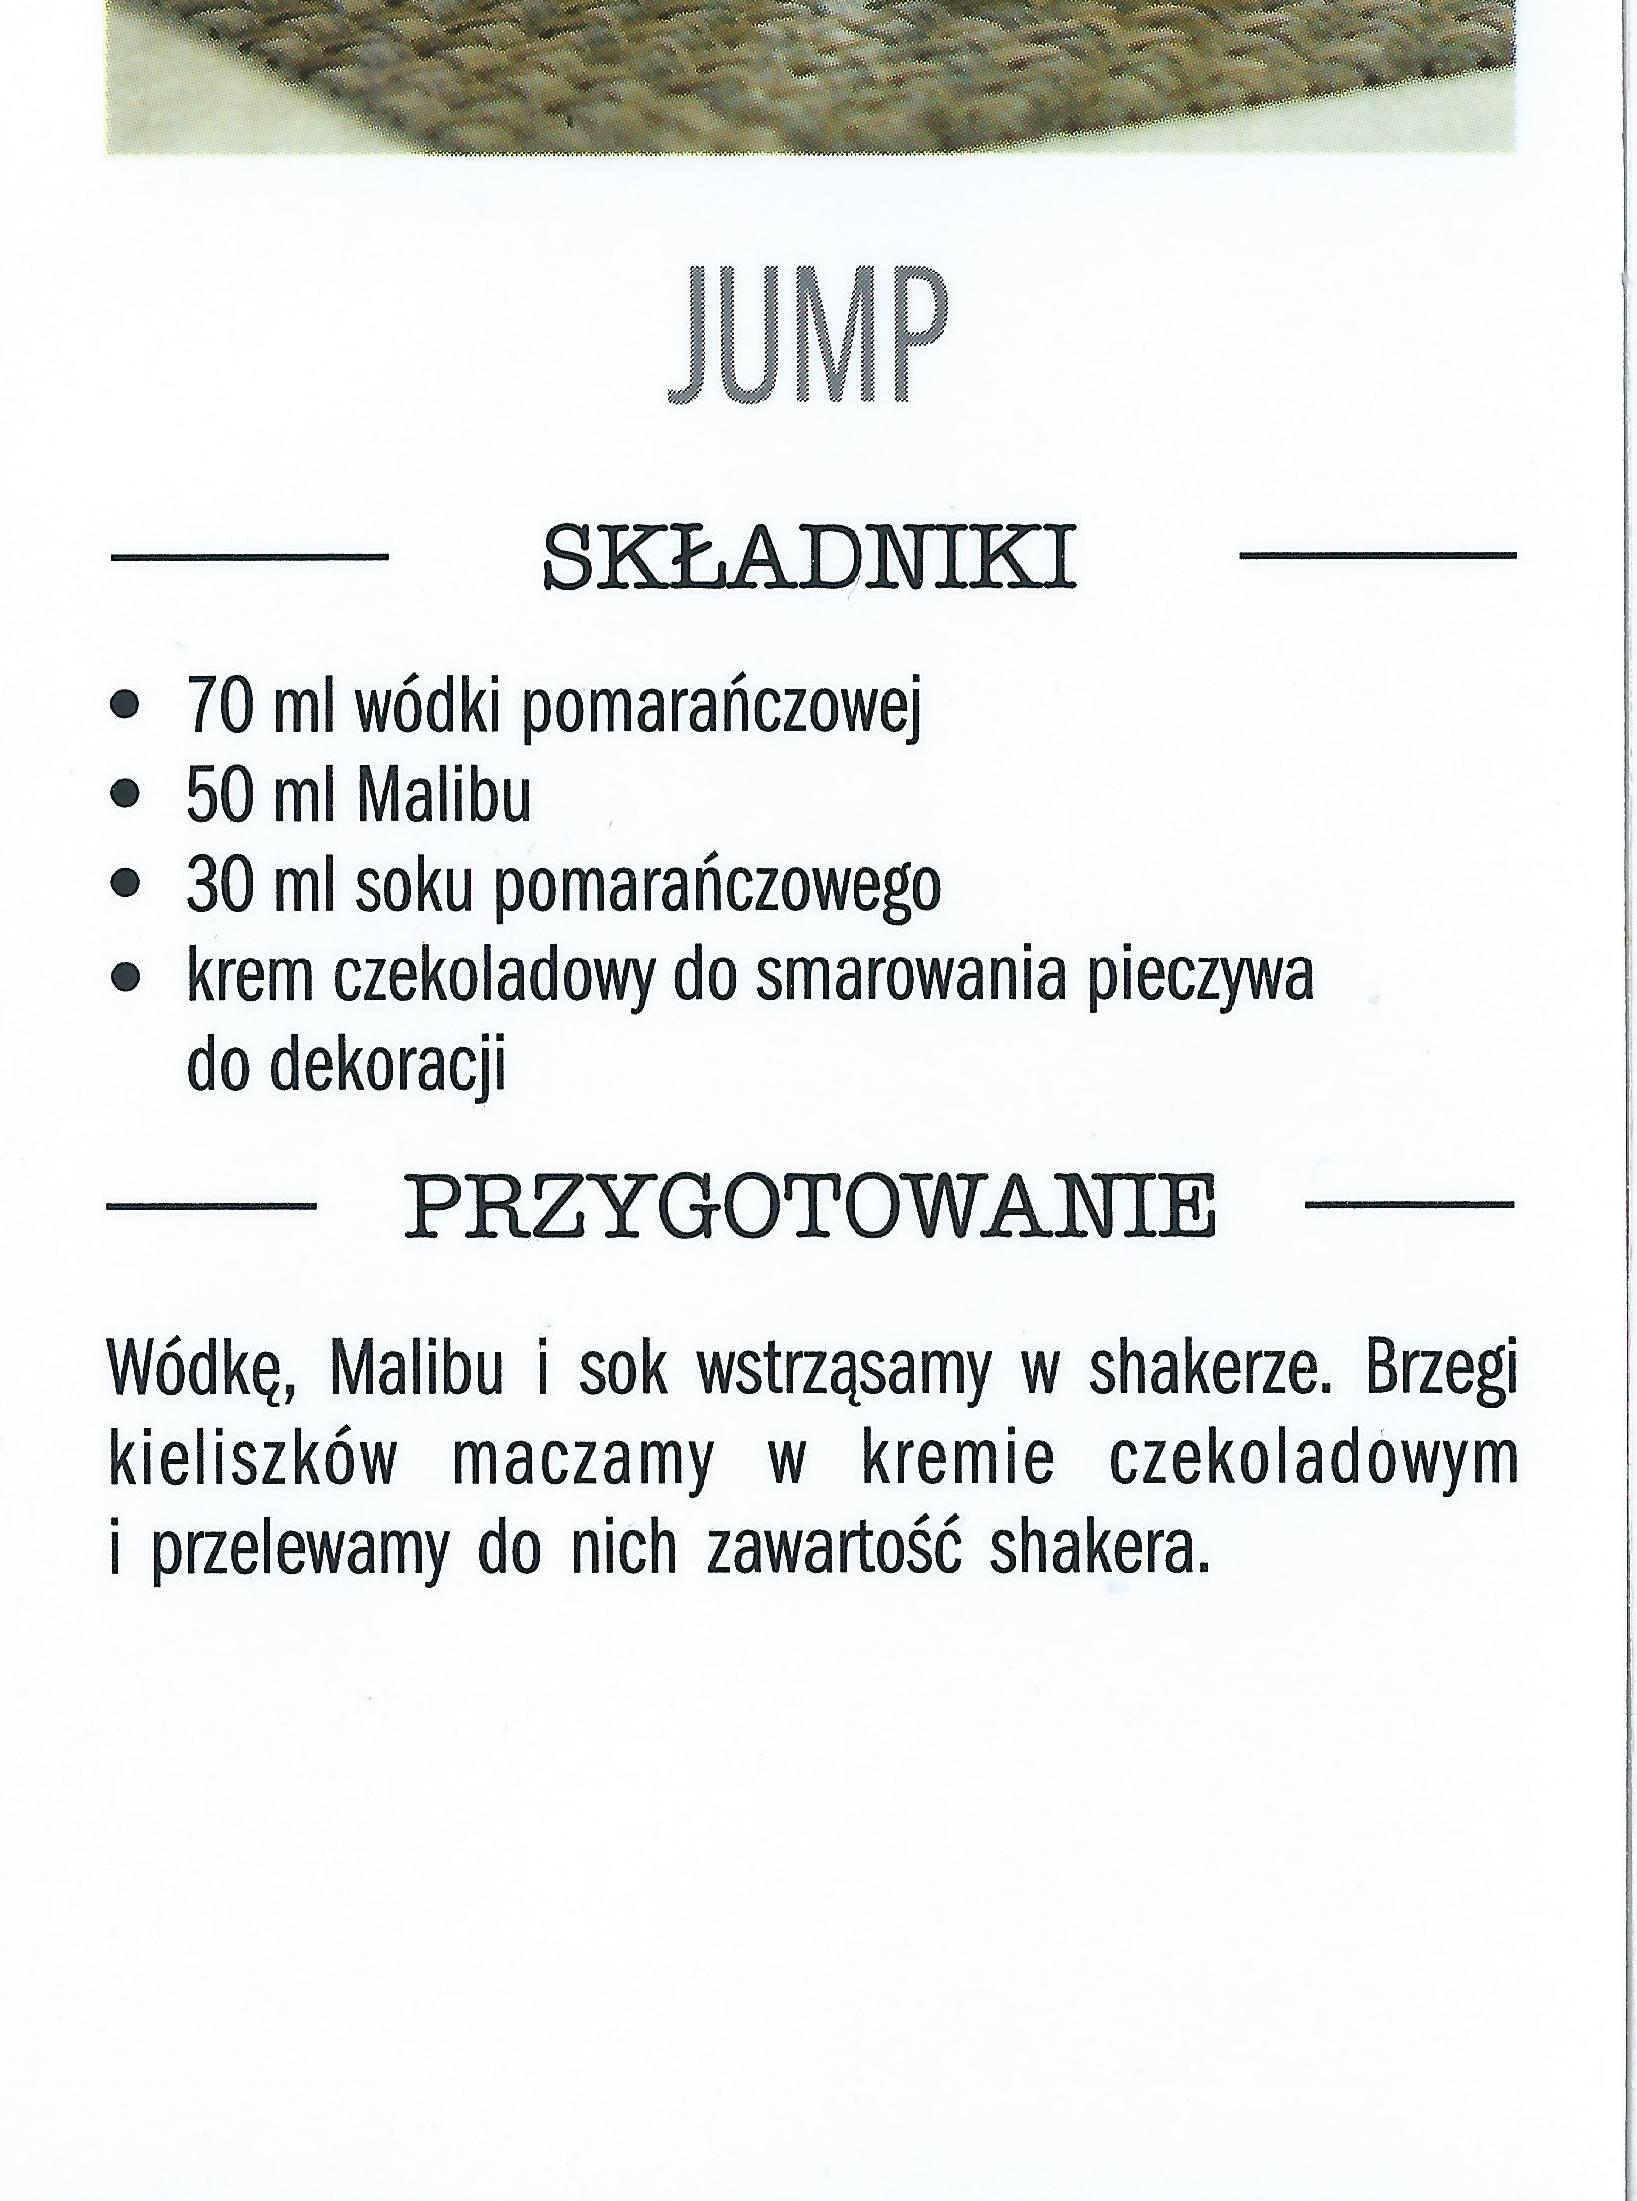 JUMP
SKŁADNIKI
• 70 ml wódki pomarańczowej
• 50 ml Malibu
• 30 ml soku pomarańczowego
• krem czekoladowy do smarowania pieczywa
do dekoracji
PRZYGOTOWANIE
Wódkę, Malibu i sok wstrząsamy w shakerze. Brzegi
kieliszków maczamy w kremie czekoladowym
i przelewamy do nich zawartość shakera.